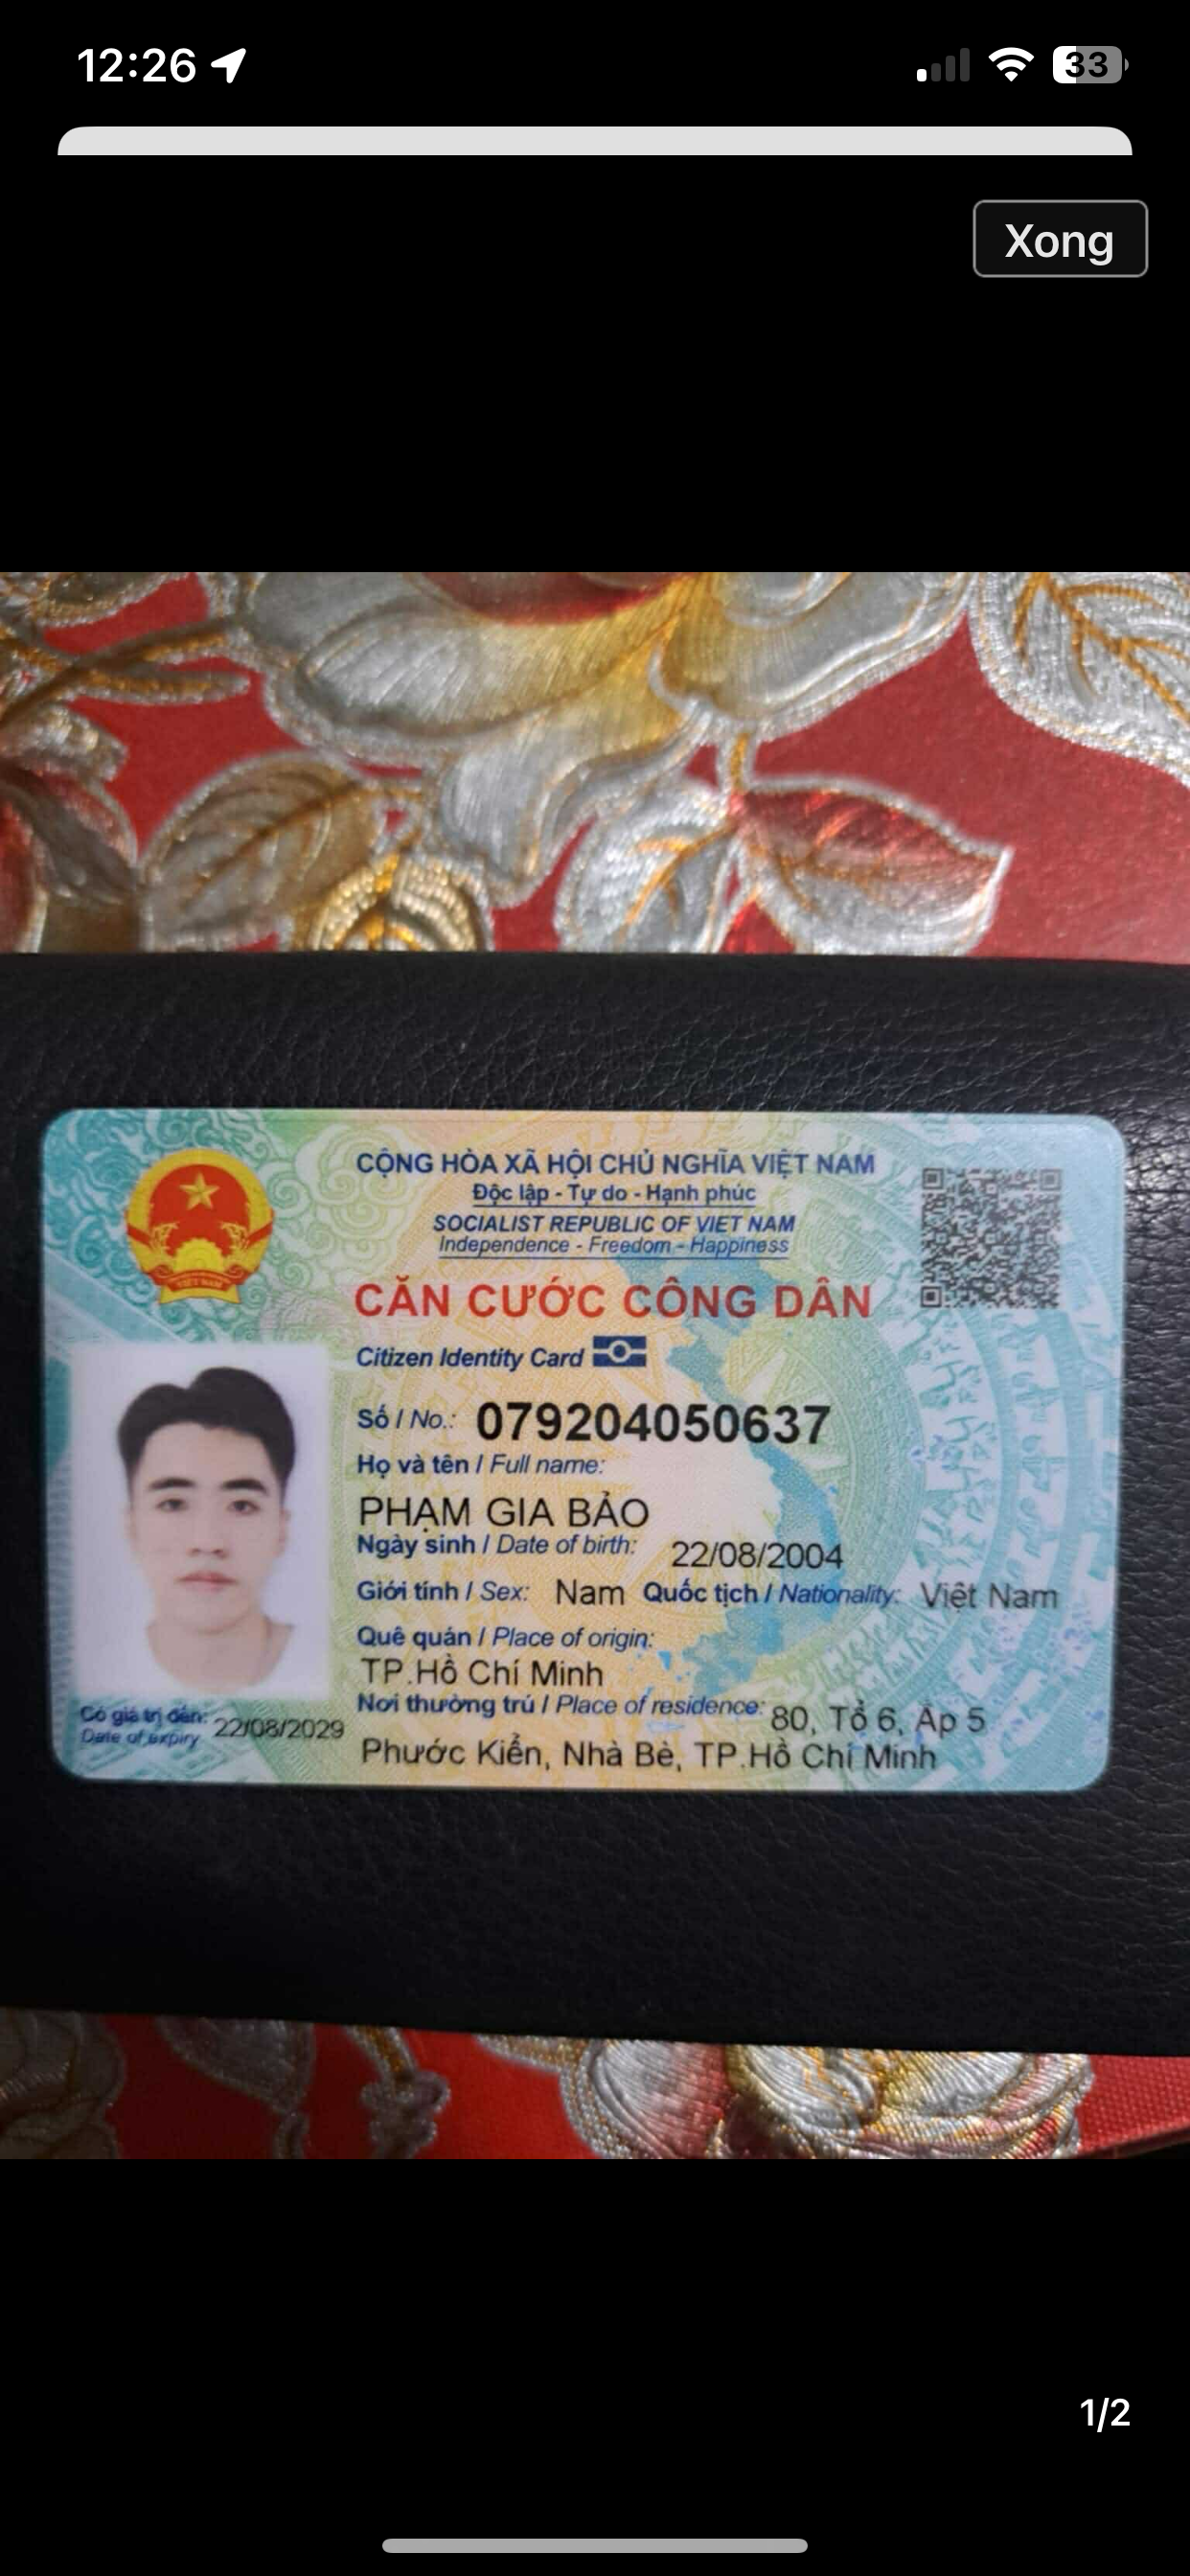 12:26
33
Xong
CỘNG HÒA XÃ HỘI CHỦ NGHĨA VIỆT NAM
Độc lập - Tự do - Hạnh phúc
SOCIALIST REPUBLIC OF VIET NAM
Independence - Freedom - Happiness
CĂN CƯỚC CÔNG DÂN
Citizen Identity Card
Số / No.: 079204050637
Họ và tên / Full name:
PHẠM GIA BẢO
Ngày sinh / Date of birth: 22/08/2004
Giới tính / Sex: Nam Quốc tịch / Nationality: Việt Nam
Quê quán / Place of origin:
TP.Hồ Chí Minh
Nơi thường trú / Place of residence: 80, Tổ 6, Ấp 5
Phước Kiển, Nhà Bè, TP.Hồ Chí Minh
Có giá trị đến: 22/08/2029
Date of expiry
VIỆT NAM
1/2